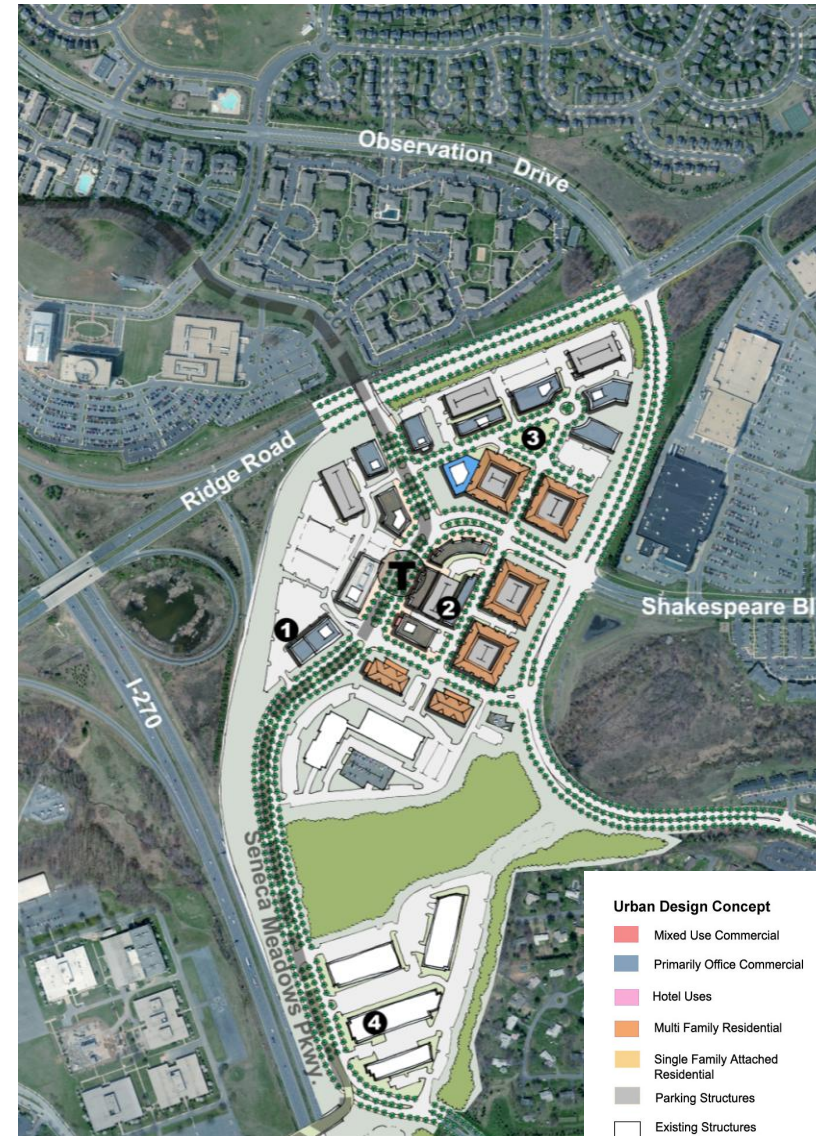 Observation Drive
Ridge Road
3
T
Shakespeare Bl
2
1
I-270
Seneca Meadows Pkwy.
4
Urban Design Concept
Mixed Use Commercial
Primarily Office Commercial
Hotel Uses
Multi Family Residential
Single Family Attached
Residential
Parking Structures
Existing Structures